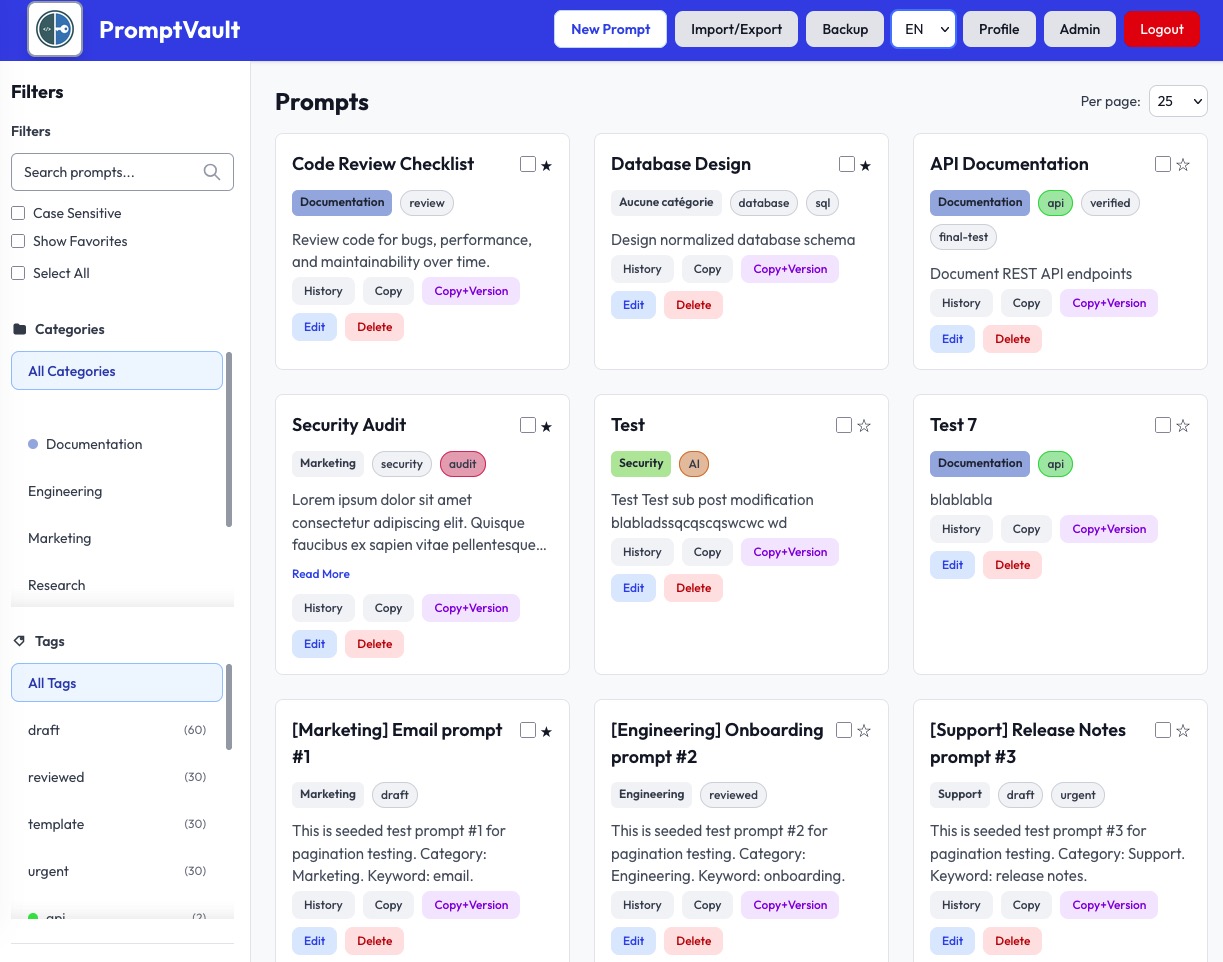 PromptVault
New Prompt
Import/Export
Backup
EN
Profile
Admin
Logout
Filters
Filters
Search prompts...
Case Sensitive
Show Favorites
Select All
Categories
All Categories
Documentation
Engineering
Marketing
Research
Tags
All Tags
draft (60)
reviewed (30)
template (30)
urgent (30)
api (2)
Prompts
Per page: 25
Code Review Checklist
Documentation review
Review code for bugs, performance,
and maintainability over time.
History Copy Copy+Version
Edit Delete
Database Design
Aucune catégorie database sql
Design normalized database schema
History Copy Copy+Version
Edit Delete
API Documentation
Documentation api verified
final-test
Document REST API endpoints
History Copy Copy+Version
Edit Delete
Security Audit
Marketing security audit
Lorem ipsum dolor sit amet
consectetur adipiscing elit. Quisque
faucibus ex sapien vitae pellentesque...
Read More
History Copy Copy+Version
Edit Delete
Test
Security AI
Test Test sub post modification
blabladssqcqscqswcwc wd
History Copy Copy+Version
Edit Delete
Test 7
Documentation api
blablabla
History Copy Copy+Version
Edit Delete
[Marketing] Email prompt
#1
Marketing draft
This is seeded test prompt #1 for
pagination testing. Category:
Marketing. Keyword: email.
History Copy Copy+Version
Edit Delete
[Engineering] Onboarding
prompt #2
Engineering reviewed
This is seeded test prompt #2 for
pagination testing. Category:
Engineering. Keyword: onboarding.
History Copy Copy+Version
Edit Delete
[Support] Release Notes
prompt #3
Support draft urgent
This is seeded test prompt #3 for
pagination testing. Category: Support.
Keyword: release notes.
History Copy Copy+Version
Edit Delete